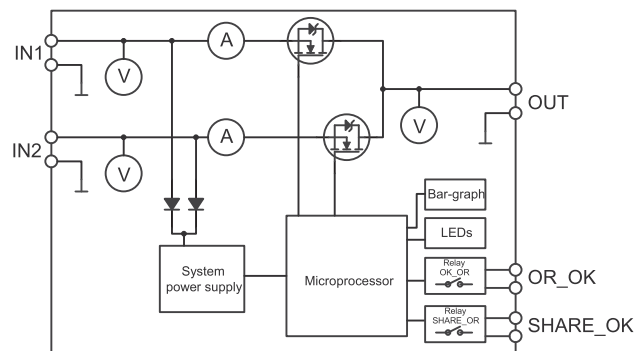 A
IN1
V
OUT
V
A
IN2
V
Bar-graph
LEDs
System
power supply
Microprocessor
Relay
OK_OR
OR_OK
Relay
SHARE_OR
SHARE_OK